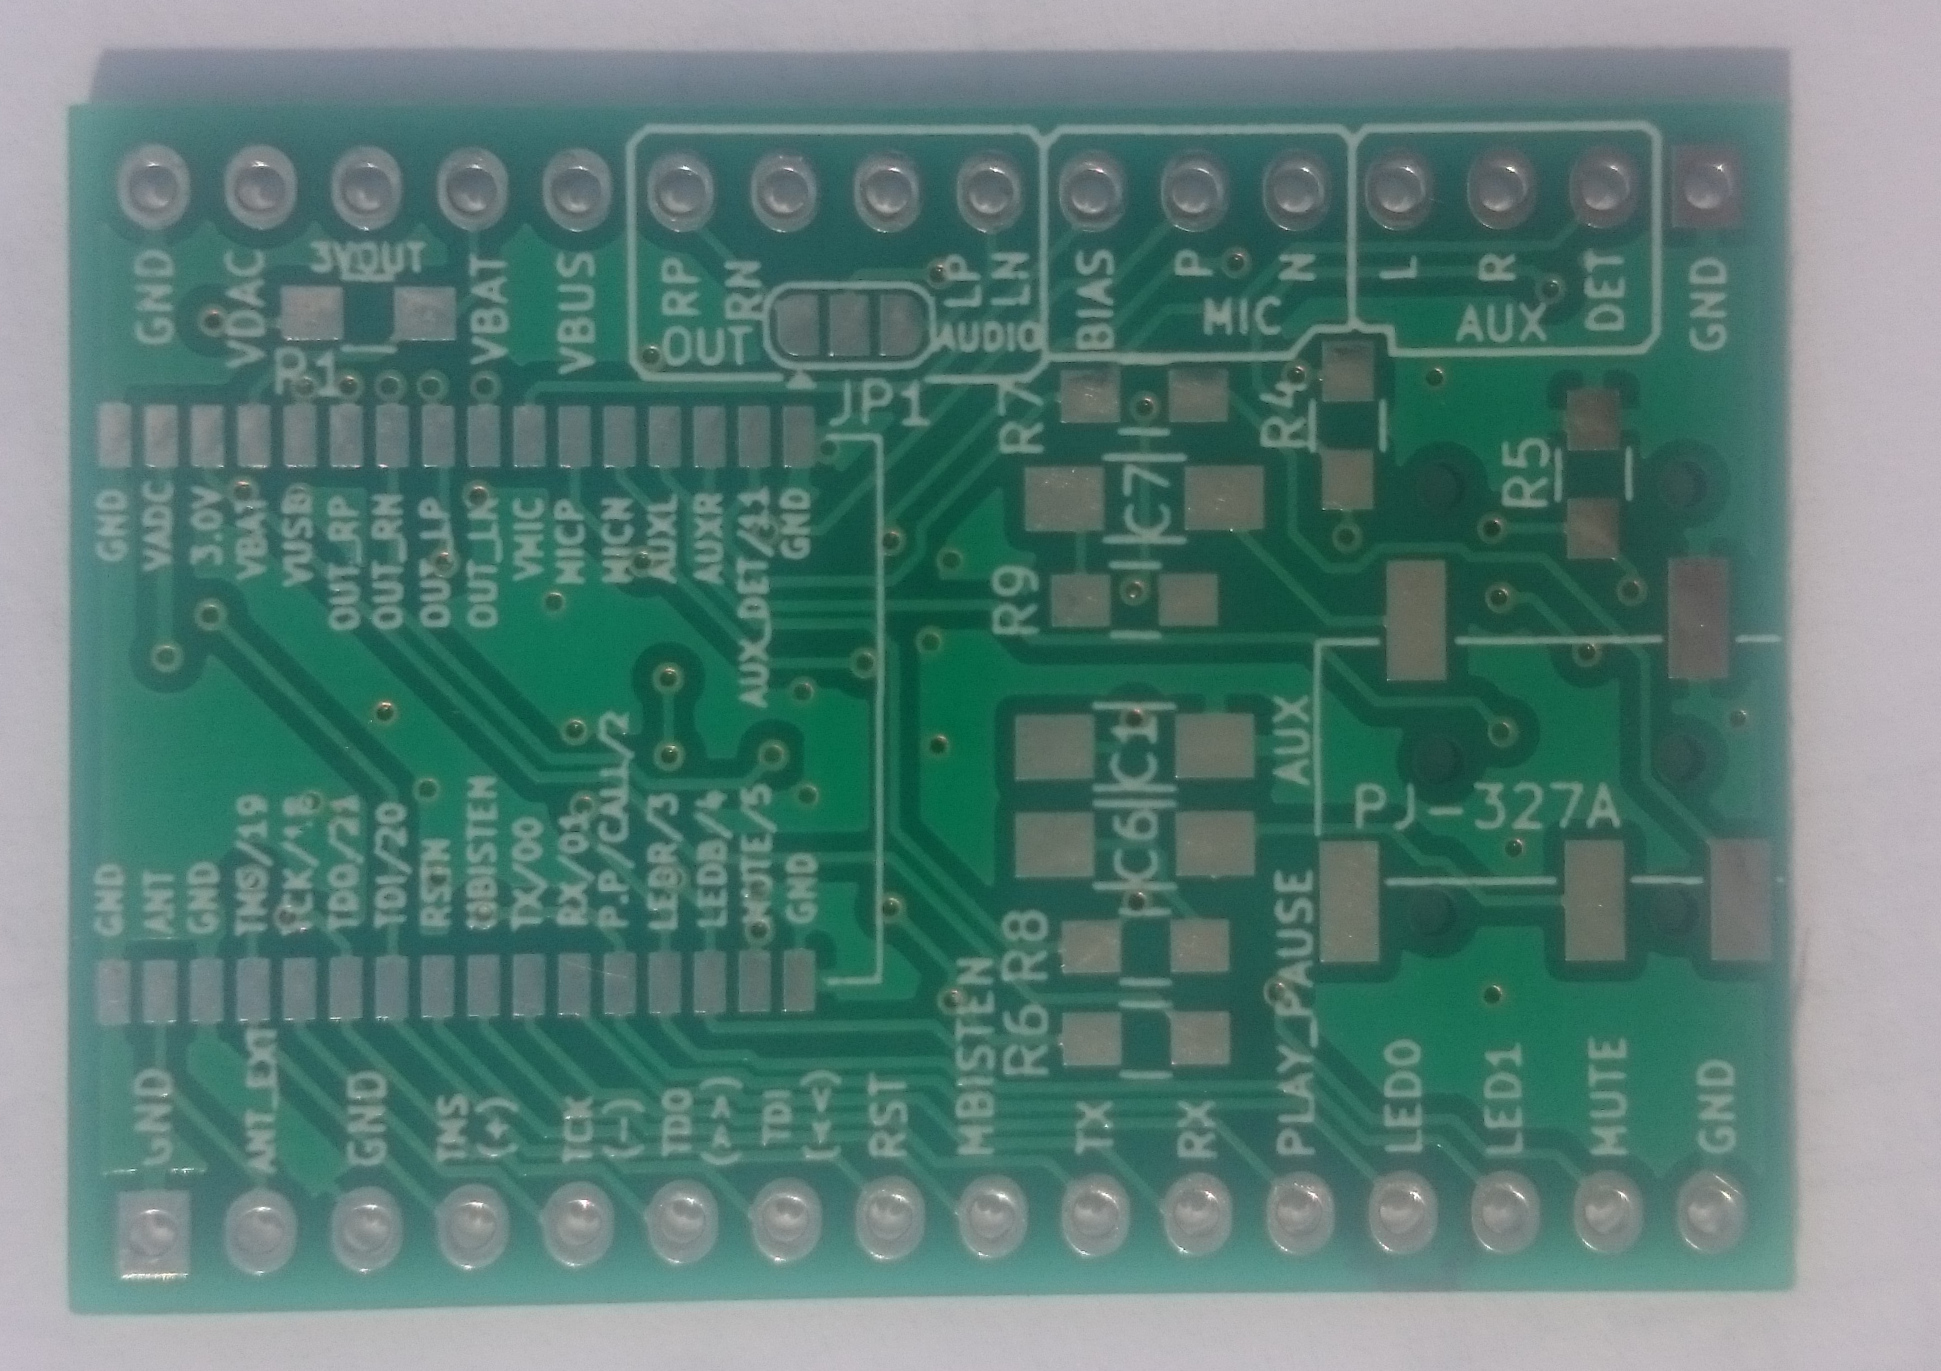 GND
VDAC
3VOUT
VBAT
VBUS
RP
RN
OUT
LP
LN
AUDIO
BIAS
P
N
MIC
L
R
AUX
DET
GND
R1
JP1
R7
R4
R5
C7
R9
GND
VADC
3.0V
VBAT
VUSB
OUT_RP
OUT_RN
OUT_LP
OUT_LN
VMIC
MICP
MICN
AUXL
AUXR
AUX_DET/11
GND
C1
AUX
PJ-327A
C6
GND
ANT
GND
TMS/19
TCK/18
TDO/21
TDI/20
RSTN
MBISTEN
TX/00
RX/01
P.P/CALL/2
LEDR/3
LEDB/4
UMUTE/5
GND
R8
R6
GND
ANT_EXT
GND
TMS
(+)
TCK
(-)
TDO
(>>)
TDI
(<<)
RST
MBISTEN
TX
RX
PLAY_PAUSE
LED0
LED1
MUTE
GND